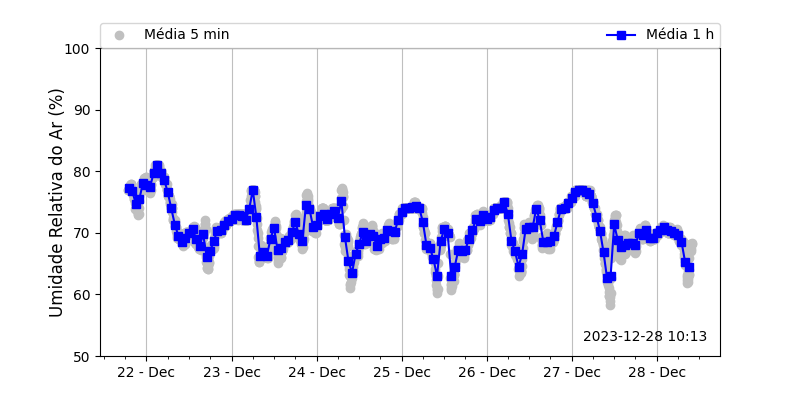 Média 5 min
Média 1 h
Umidade Relativa do Ar (%)
100
90
80
70
60
50
2023-12-28 10:13
22 - Dec
23 - Dec
24 - Dec
25 - Dec
26 - Dec
27 - Dec
28 - Dec